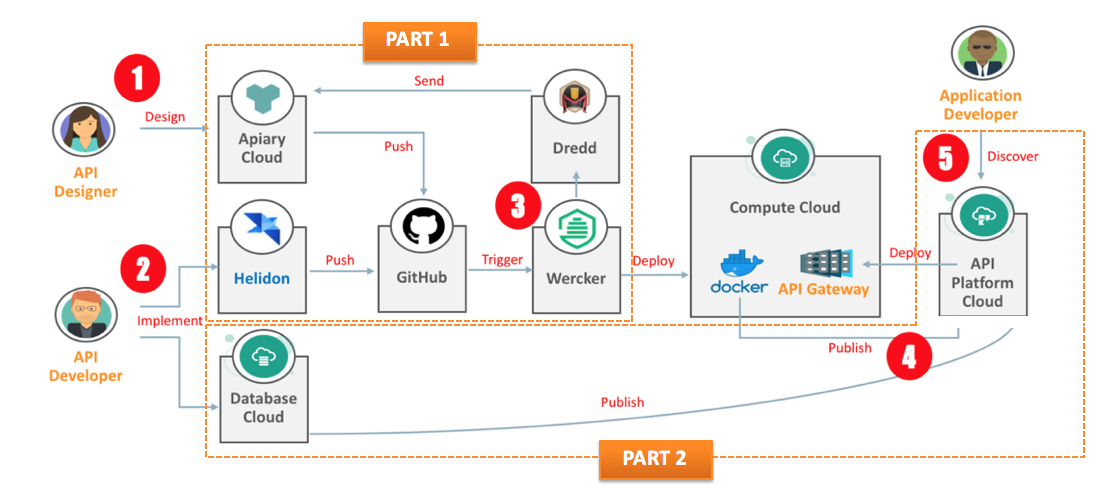 PART 1
1
Design
API
Designer
Apiary
Cloud
Send
Push
Dredd
Application
Developer
5
Discover
Compute Cloud
3
2
Helidon
Push
GitHub
Trigger
Wercker
Deploy
docker
API Gateway
Deploy
API
Platform
Cloud
Implement
API
Developer
Database
Cloud
Publish
4
Publish
PART 2